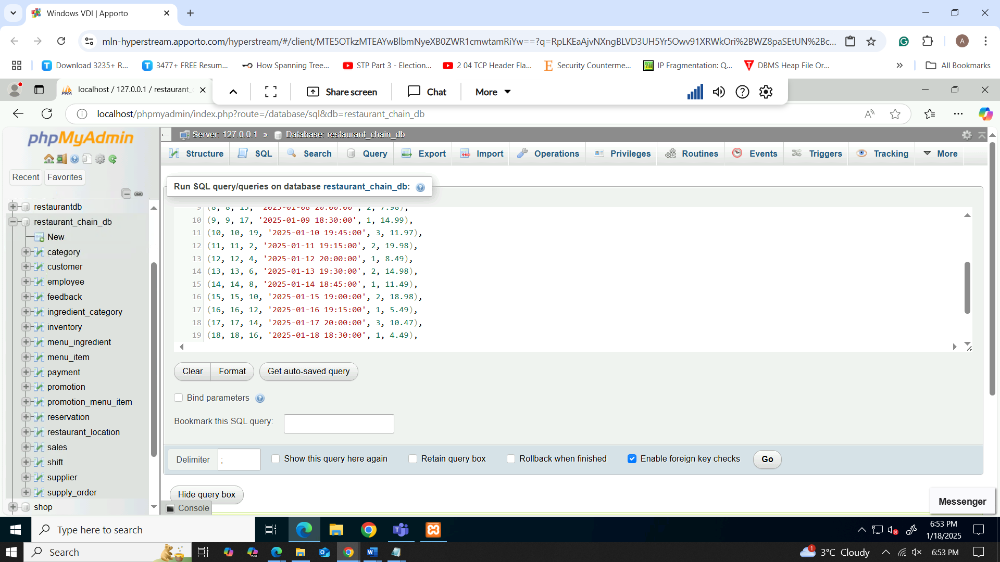 Windows VDI | Apporto
mln-hyperstream.apporto.com/hyperstream/#/client/MTE5OTkzMTEAYwBlbmNyeXB0ZWR1cmwtamRiYw==?q=RpLKEaAjvNXngBLVD3UH5Yr5Owv91XRWkOri%2BWZ8paSEtUN%2Bc...
A
Download 3235+ R...
3477+ FREE Resum...
How Spanning Tree...
STP Part 3 - Election...
2 04 TCP Header Fla...
Security Counterme...
IP Fragmentation: Q...
DBMS Heap File Or...
All Bookmarks
localhost / 127.0.0.1 / restaurant_
Share screen
Chat
More
localhost/phpmyadmin/index.php?route=/database/sql&db=restaurant_chain_db
phpMyAdmin
Recent
Favorites
restaurantdb
restaurant_chain_db
New
category
customer
employee
feedback
ingredient_category
inventory
menu_ingredient
menu_item
payment
promotion
promotion_menu_item
reservation
restaurant_location
sales
shift
supplier
supply_order
shop
Server: 127.0.0.1 » Database: restaurant_chain_db
Structure
SQL
Search
Query
Export
Import
Operations
Privileges
Routines
Events
Triggers
Tracking
More
Run SQL query/queries on database restaurant_chain_db:
9 (8, 8, 15, '2025-01-08 20:00:00', 2, 7.98),
10 (9, 9, 17, '2025-01-09 18:30:00', 1, 14.99),
11 (10, 10, 19, '2025-01-10 19:45:00', 3, 11.97),
12 (11, 11, 2, '2025-01-11 19:15:00', 2, 19.98),
13 (12, 12, 4, '2025-01-12 20:00:00', 1, 8.49),
14 (13, 13, 6, '2025-01-13 19:30:00', 2, 14.98),
15 (14, 14, 8, '2025-01-14 18:45:00', 1, 11.49),
16 (15, 15, 10, '2025-01-15 19:00:00', 2, 18.98),
17 (16, 16, 12, '2025-01-16 19:15:00', 1, 5.49),
18 (17, 17, 14, '2025-01-17 20:00:00', 3, 10.47),
19 (18, 18, 16, '2025-01-18 18:30:00', 1, 4.49),
Clear
Format
Get auto-saved query
Bind parameters
Bookmark this SQL query:
Delimiter
;
Show this query here again
Retain query box
Rollback when finished
Enable foreign key checks
Go
Hide query box
Console
Messenger
Type here to search
6:53 PM
1/18/2025
Search
1
3°C Cloudy
6:53 PM